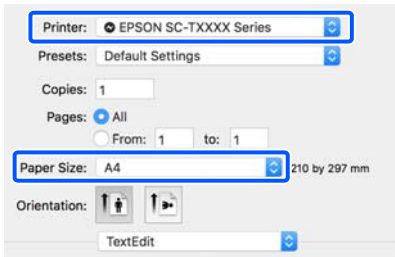 Printer: EPSON SC-TXXXX Series
Presets: Default Settings
Copies: 1
Pages: All
From: 1 to: 1
Paper Size: A4 210 by 297 mm
Orientation:
TextEdit